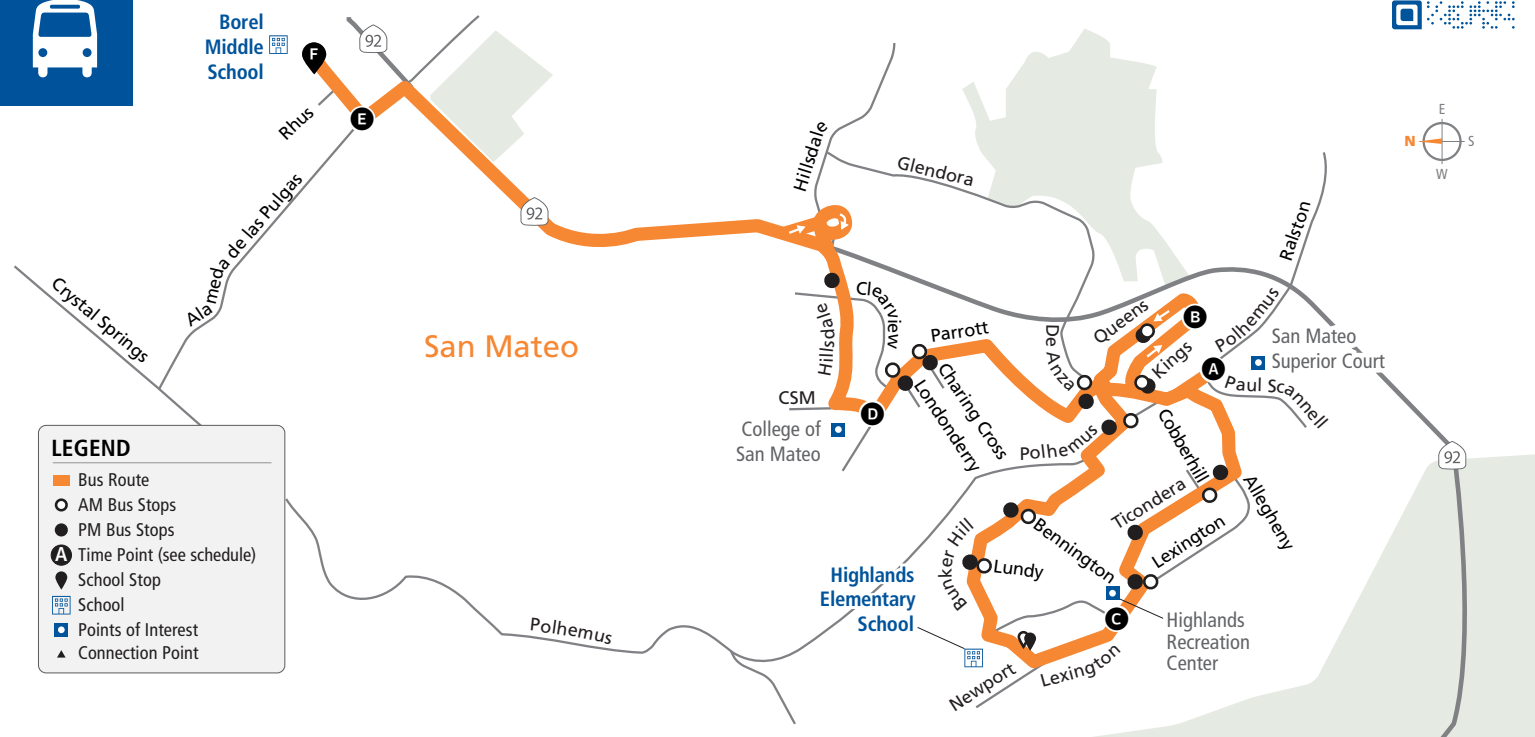 Borel
Middle
School
92
F
E
Rhus
Alameda de las Pulgas
Crystal Springs
92
San Mateo
Hillsdale
Glendora
E
N
S
W
Ralston
Clearview
Hillsdale
Parrott
De Anza
Queens
B
Kings
Polhemus
A
San Mateo
Superior Court
Paul Scannell
CSM
D
College of
San Mateo
Londonderry
Charing Cross
Polhemus
Cobberhill
Allegheny
Ticondera
Lexington
92
Bunker Hill
Bennington
Lundy
Highlands
Elementary
School
C
Highlands
Recreation
Center
Newport
Lexington
Polhemus
LEGEND
Bus Route
AM Bus Stops
PM Bus Stops
A Time Point (see schedule)
School Stop
School
Points of Interest
Connection Point